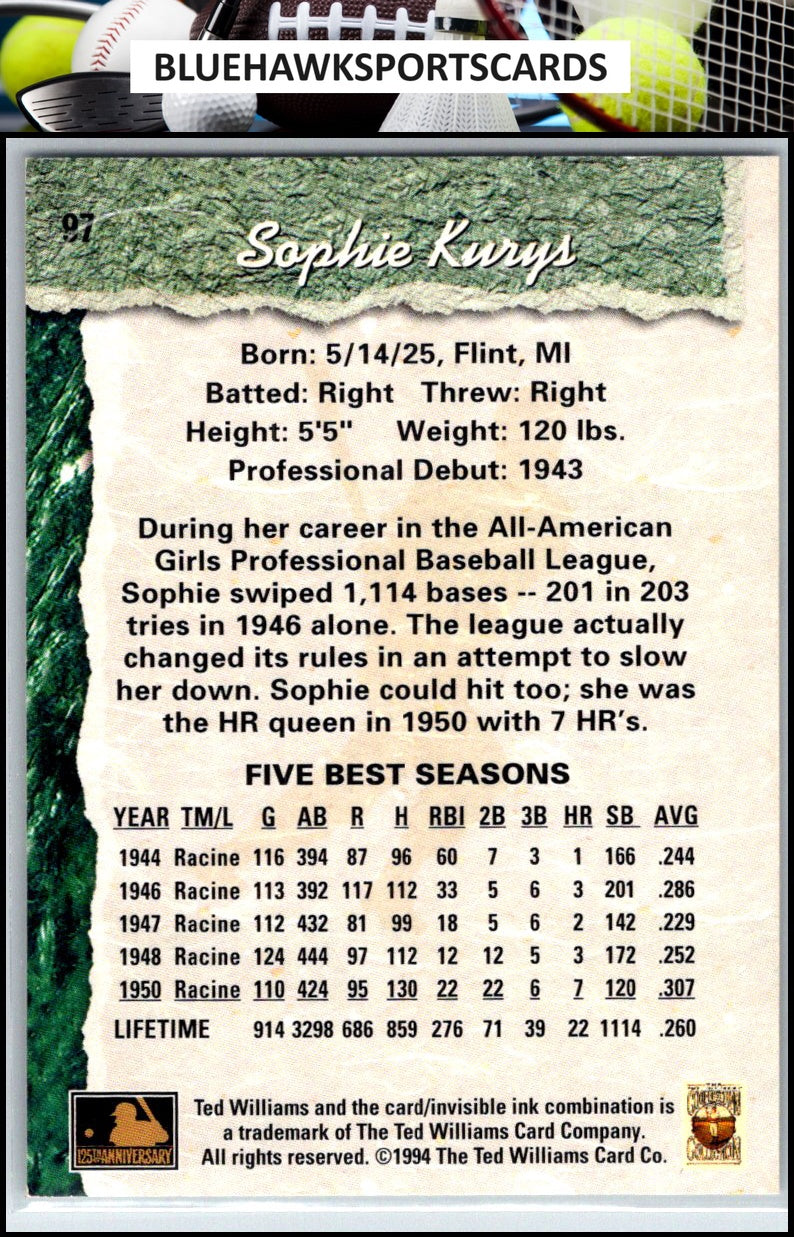 BLUEHAWKSPORTSCARDS
97
Sophie Kurys
Born: 5/14/25, Flint, MI
Batted: Right Threw: Right
Height: 5'5" Weight: 120 lbs.
Professional Debut: 1943
During her career in the All-American
Girls Professional Baseball League,
Sophie swiped 1,114 bases -- 201 in 203
tries in 1946 alone. The league actually
changed its rules in an attempt to slow
her down. Sophie could hit too; she was
the HR queen in 1950 with 7 HR's.
FIVE BEST SEASONS
YEAR TM/L G AB R H RBI 2B 3B HR SB AVG
1944 Racine 116 394 87 96 60 7 3 1 166 .244
1946 Racine 113 392 117 112 33 5 6 3 201 .286
1947 Racine 112 432 81 99 18 5 6 2 142 .229
1948 Racine 124 444 97 112 12 12 5 3 172 .252
1950 Racine 110 424 95 130 22 22 6 7 120 .307
LIFETIME 914 3298 686 859 276 71 39 22 1114 .260
Ted Williams and the card/invisible ink combination is
a trademark of The Ted Williams Card Company.
All rights reserved. ©1994 The Ted Williams Card Co.
125TH ANNIVERSARY